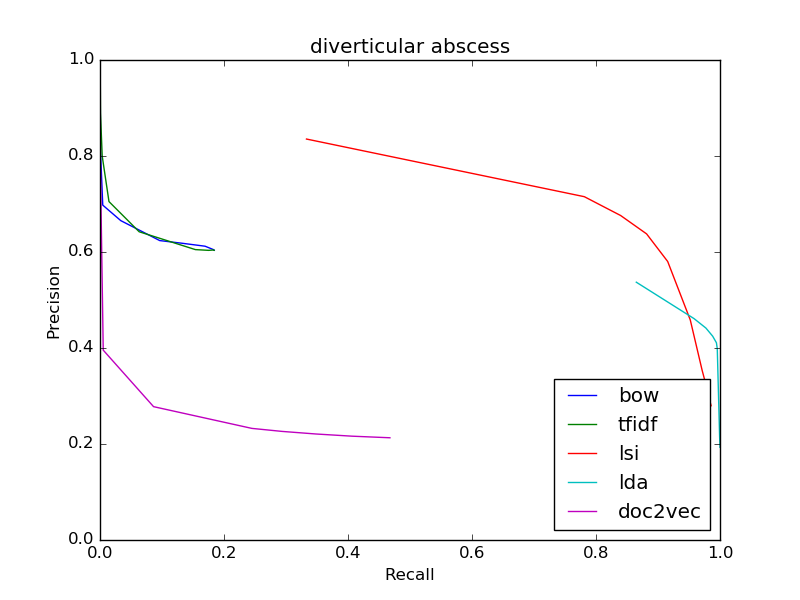 diverticular abscess
1.0
0.8
0.6
0.4
0.2
0.0
Precision
bow
tfidf
lsi
lda
doc2vec
0.0 0.2 0.4 0.6 0.8 1.0
Recall